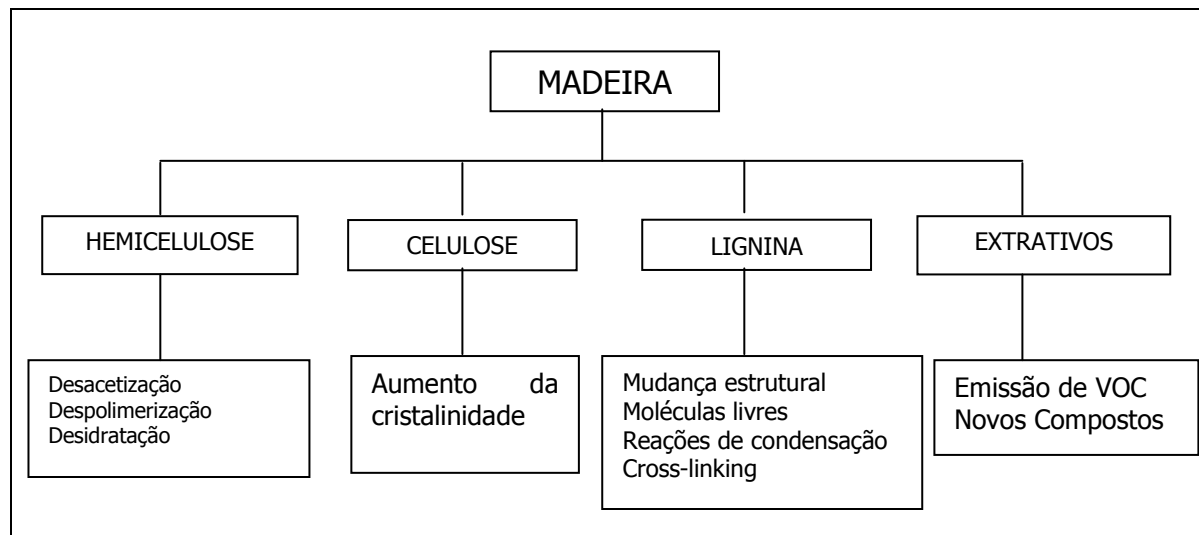 MADEIRA
HEMICELULOSE
CELULOSE
LIGNINA
EXTRATIVOS
Desacetização
Despolimerização
Desidratação
Aumento da
cristalinidade
Mudança estrutural
Moléculas livres
Reações de condensação
Cross-linking
Emissão de VOC
Novos Compostos